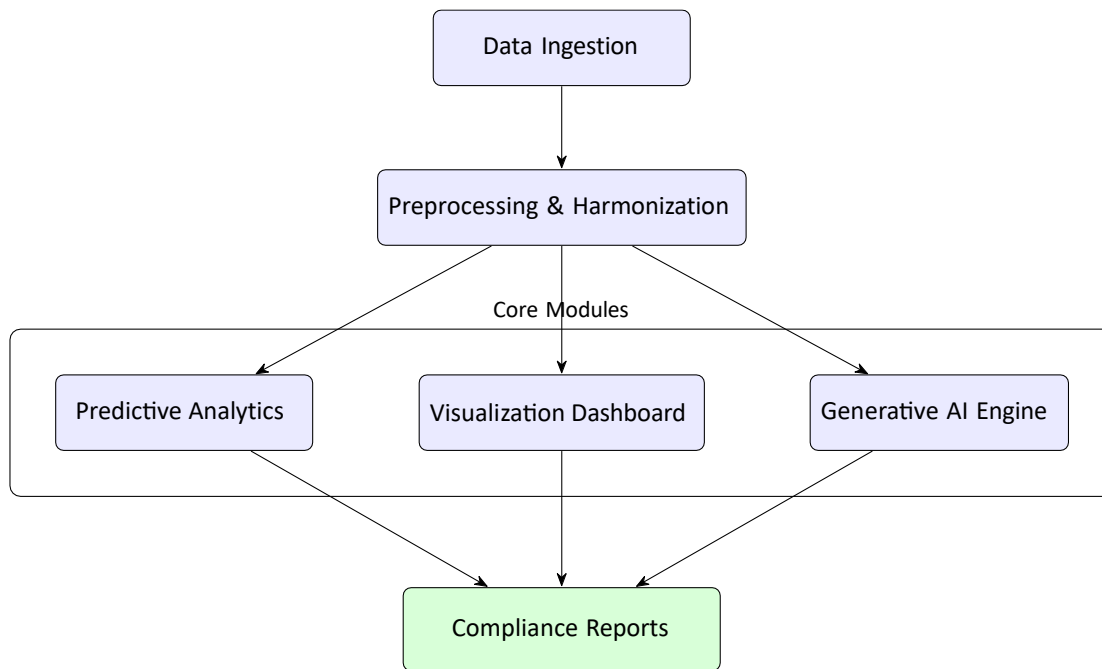 Data Ingestion
Preprocessing & Harmonization
Core Modules
Predictive Analytics
Visualization Dashboard
Generative AI Engine
Compliance Reports